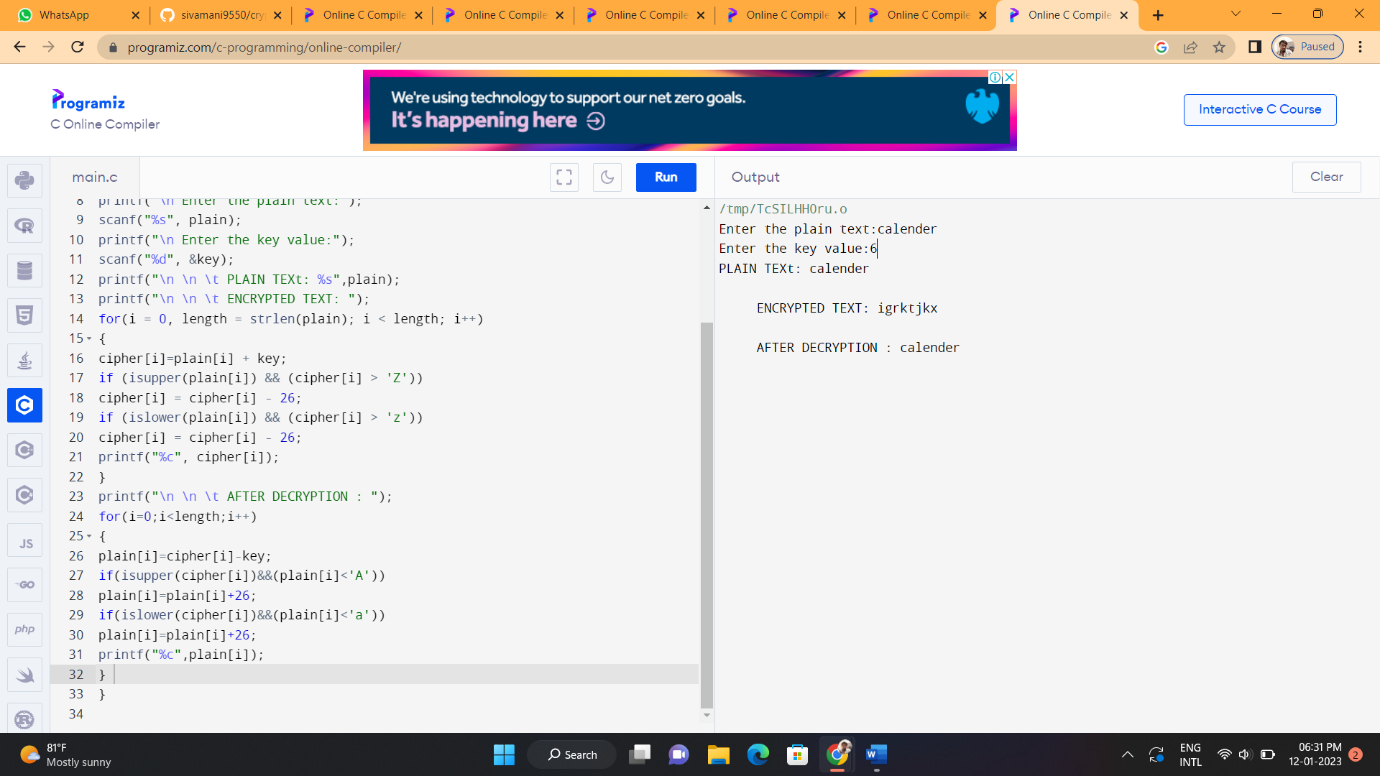 WhatsApp
sivamani9550/cry
Online C Compile
Online C Compile
Online C Compile
Online C Compile
Online C Compile
Online C Compile
programiz.com/c-programming/online-compiler/
Paused
Programiz
C Online Compiler
We're using technology to support our net zero goals.
It's happening here
Interactive C Course
main.c
Run
Output
Clear
8 printf("\n Enter the plain text:");
9 scanf("%s", plain);
10 printf("\n Enter the key value:");
11 scanf("%d", &key);
12 printf("\n \n \t PLAIN TEXt: %s",plain);
13 printf("\n \n \t ENCRYPTED TEXT: ");
14 for(i = 0, length = strlen(plain); i < length; i++)
15 {
16 cipher[i]=plain[i] + key;
17 if (isupper(plain[i]) && (cipher[i] > 'Z'))
18 cipher[i] = cipher[i] - 26;
19 if (islower(plain[i]) && (cipher[i] > 'z'))
20 cipher[i] = cipher[i] - 26;
21 printf("%c", cipher[i]);
22 }
23 printf("\n \n \t AFTER DECRYPTION : ");
24 for(i=0;i<length;i++)
25 {
26 plain[i]=cipher[i]-key;
27 if(isupper(cipher[i])&&(plain[i]<'A'))
28 plain[i]=plain[i]+26;
29 if(islower(cipher[i])&&(plain[i]<'a'))
30 plain[i]=plain[i]+26;
31 printf("%c",plain[i]);
32 }
33 }
34
/tmp/TcSILHHOru.o
Enter the plain text:calender
Enter the key value:6
PLAIN TEXt: calender
ENCRYPTED TEXT: igrktjkx
AFTER DECRYPTION : calender
JS
GO
php
81°F
Mostly sunny
Search
ENG
INTL
06:31 PM
12-01-2023
2